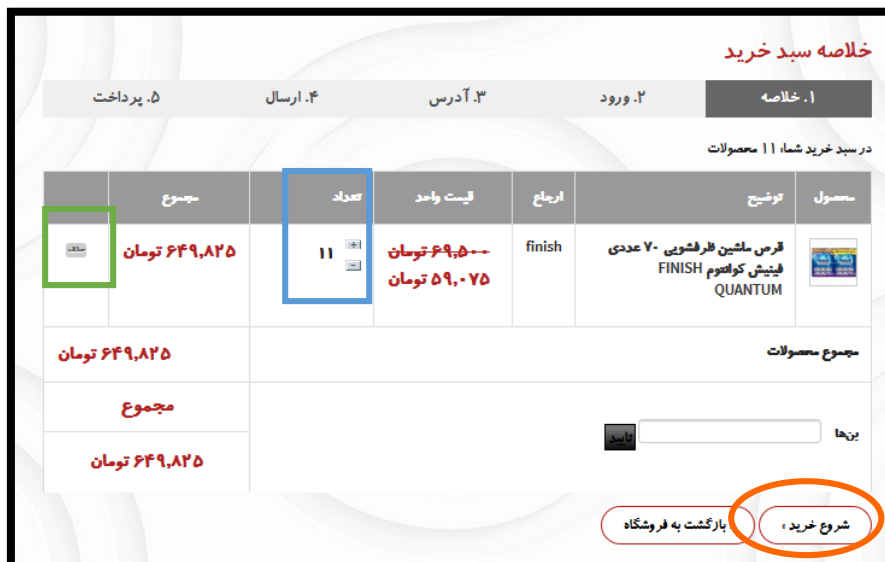 خلاصه سبد خرید
۱. خلاصه
۲. ورود
۳. آدرس
۴. ارسال
۵. پرداخت
در سبد خرید شما: ۱۱ محصولات
محصول
توضیح
ارجاع
قیمت واحد
تعداد
مجموع
قرص ماشین ظرفشویی ۷۰ عددی
فینیش کوانتوم FINISH
QUANTUM
finish
۶۹,۵۰۰ تومان
۵۹,۰۷۵ تومان
۱۱
۶۴۹,۸۲۵ تومان
حذف
مجموع محصولات
۶۴۹,۸۲۵ تومان
مجموع
۶۴۹,۸۲۵ تومان
بن‌ها
تایید
شروع خرید »
بازگشت به فروشگاه